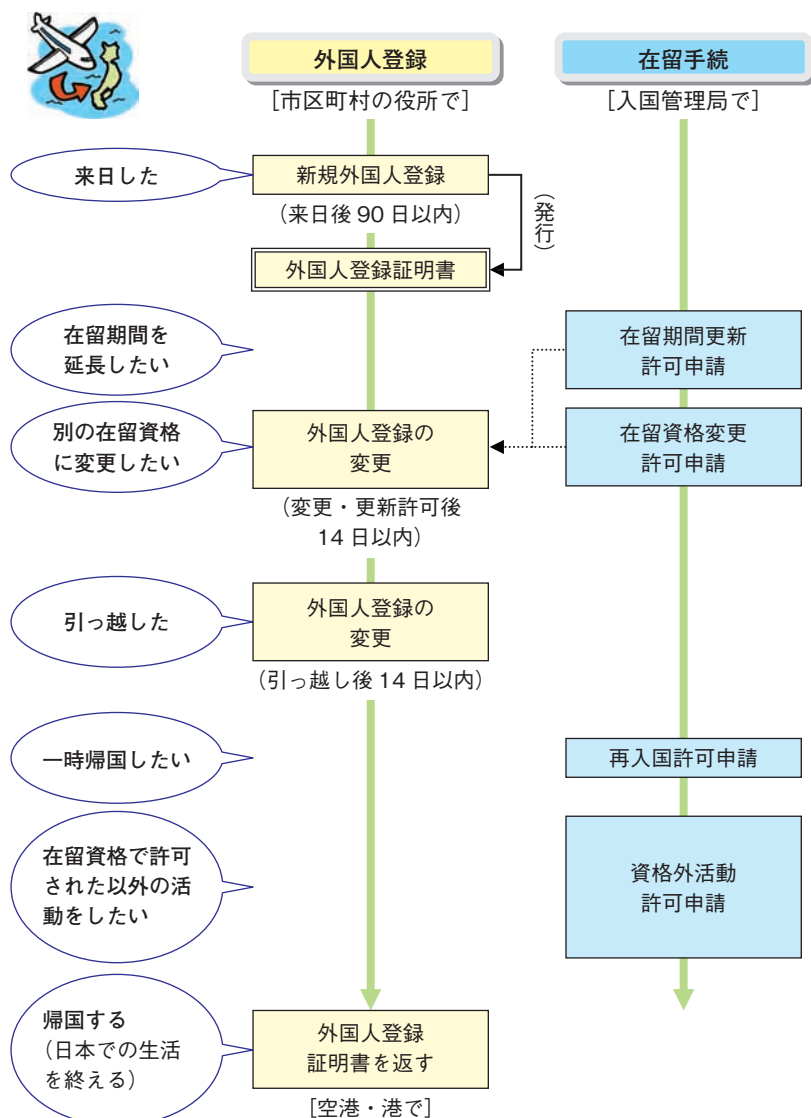 外国人登録
在留手続
[市区町村の役所で]
[入国管理局で]
来日した
新規外国人登録
(来日後 90 日以内)
(発行)
外国人登録証明書
在留期間を
延長したい
在留期間更新
許可申請
別の在留資格
に変更したい
外国人登録の
変更
在留資格変更
許可申請
(変更・更新許可後
14 日以内)
引っ越した
外国人登録の
変更
(引っ越し後 14 日以内)
一時帰国したい
再入国許可申請
在留資格で許可
された以外の活
動をしたい
資格外活動
許可申請
帰国する
(日本での生活
を終える)
外国人登録
証明書を返す
[空港・港で]